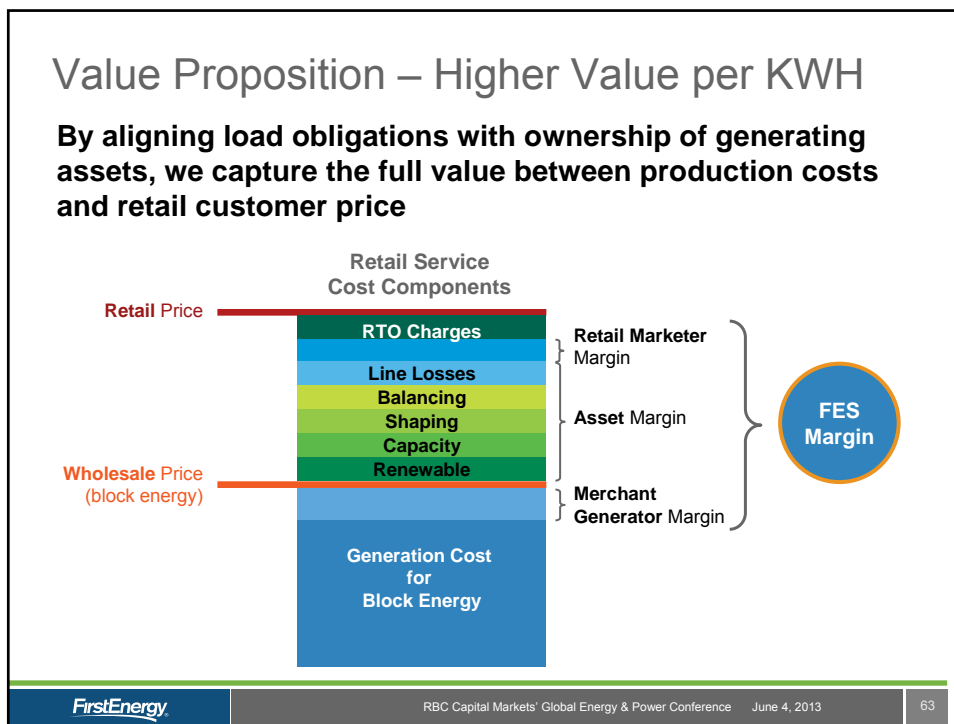 Value Proposition – Higher Value per KWH
By aligning load obligations with ownership of generating
assets, we capture the full value between production costs
and retail customer price
Retail Service
Cost Components
Retail Price
RTO Charges
Retail Marketer
Margin
Line Losses
Balancing
Shaping
Capacity
Renewable
Asset Margin
FES
Margin
Wholesale Price
(block energy)
Merchant
Generator Margin
Generation Cost
for
Block Energy
FirstEnergy.
RBC Capital Markets' Global Energy & Power Conference June 4, 2013
63